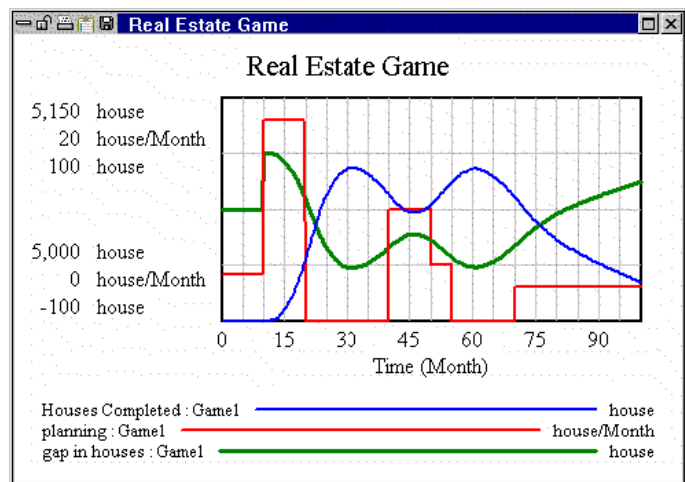 Real Estate Game
Real Estate Game
5,150 house
20 house/Month
100 house
5,000 house
0 house/Month
-100 house
0 15 30 45 60 75 90
Time (Month)
Houses Completed : Game1 house
planning : Game1 house/Month
gap in houses : Game1 house